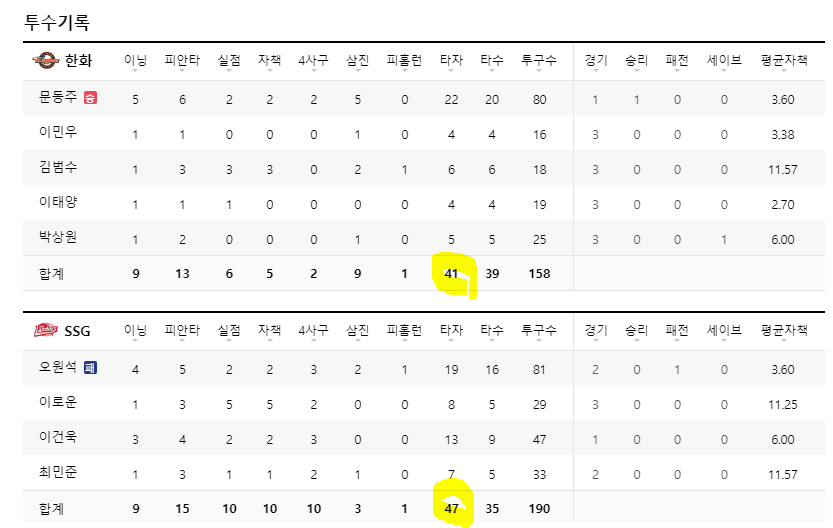 투수기록
한화 이닝 피안타 실점 자책 4사구 삼진 피홈런 타자 타수 투구수 경기 승리 패전 세이브 평균자책
문동주 승 5 6 2 2 2 5 0 22 20 80 1 1 0 0 3.60
이민우 1 1 0 0 0 1 0 4 4 16 3 0 0 0 3.38
김범수 1 3 3 3 0 2 1 6 6 18 3 0 0 0 11.57
이태양 1 1 1 0 0 0 0 4 4 19 3 0 0 0 2.70
박상원 1 2 0 0 0 1 0 5 5 25 3 0 0 1 6.00
합계 9 13 6 5 2 9 1 41 39 158
SSG 이닝 피안타 실점 자책 4사구 삼진 피홈런 타자 타수 투구수 경기 승리 패전 세이브 평균자책
오원석 패 4 5 2 2 3 2 1 19 16 81 2 0 1 0 3.60
이로운 1 3 5 5 2 0 0 8 5 29 3 0 0 0 11.25
이건욱 3 4 2 2 3 0 0 13 9 47 1 0 0 0 6.00
최민준 1 3 1 1 2 1 0 7 5 33 2 0 0 0 11.57
합계 9 15 10 10 10 3 1 47 35 190